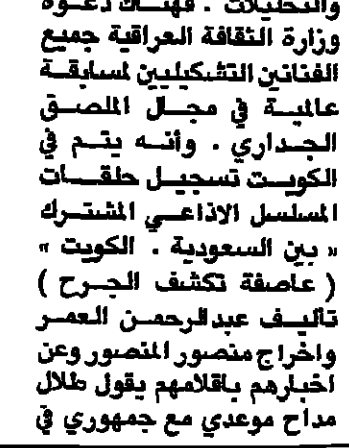 والتحليلات . فهناك دعوة
وزارة الثقافة العراقية جميع
الفنانين التشكيليين لمسابقة
عالمية في مجال الملصق
الجداري . وأنه يتم في
الكويت تسجيل حلقات
المسلسل الاذاعي المشترك
« بين السعودية . الكويت »
( عاصفة تكشف الجرح )
تأليف عبدالرحمن العمر
واخراج منصور المنصور وعن
اخبارهم باقلامهم يقول طلال
مداح موعدي مع جمهوري في